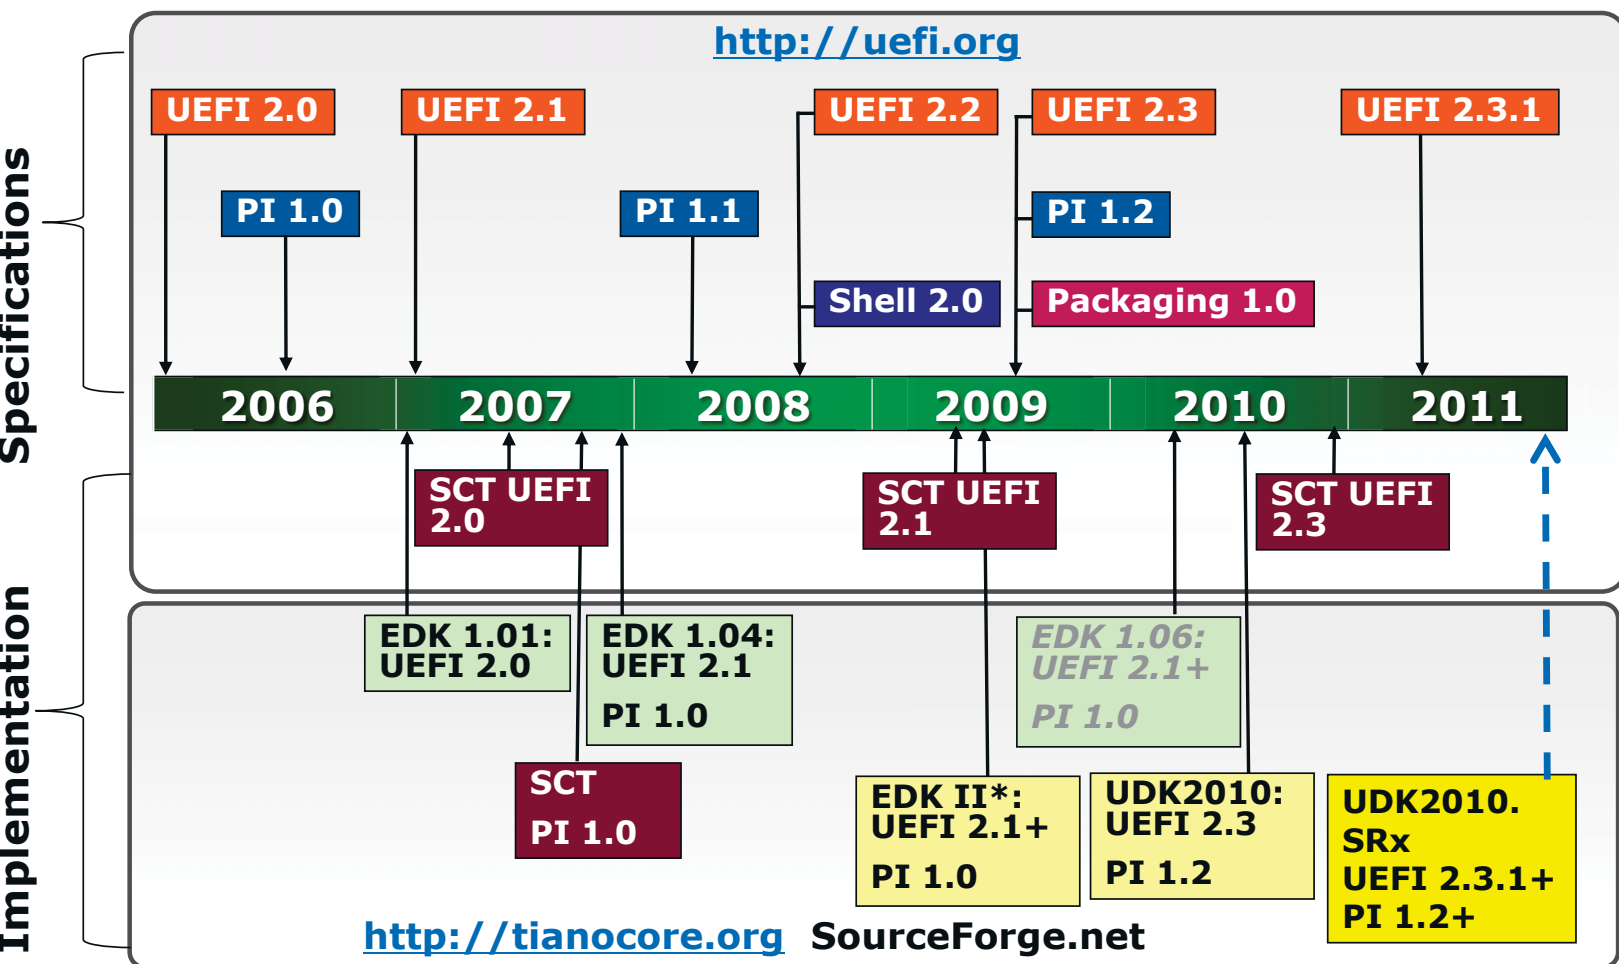 http://uefi.org
UEFI 2.0
UEFI 2.1
UEFI 2.2
UEFI 2.3
UEFI 2.3.1
PI 1.0
PI 1.1
PI 1.2
Shell 2.0
Packaging 1.0
Specifications
2006
2007
2008
2009
2010
2011
SCT UEFI
2.0
SCT UEFI
2.1
SCT UEFI
2.3
Implementation
EDK 1.01:
UEFI 2.0
EDK 1.04:
UEFI 2.1
PI 1.0
EDK 1.06:
UEFI 2.1+
PI 1.0
SCT
PI 1.0
EDK II*:
UEFI 2.1+
PI 1.0
UDK2010:
UEFI 2.3
PI 1.2
UDK2010.
SRx
UEFI 2.3.1+
PI 1.2+
http://tianocore.org SourceForge.net